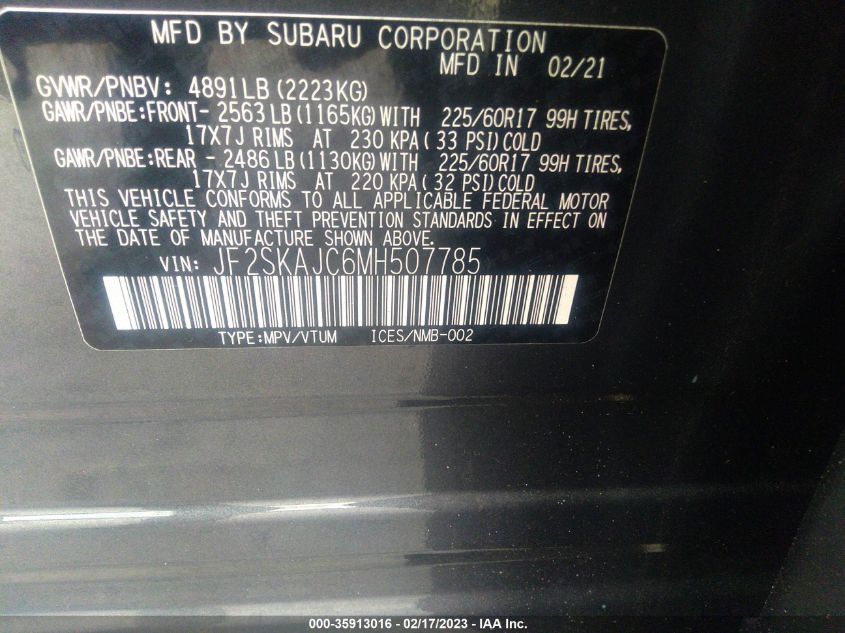 MFD BY SUBARU CORPORATION
MFD IN 02/21
GVWR/PNBV: 4891LB (2223KG)
GAWR/PNBE:FRONT- 2563 LB (1165KG) WITH 225/60R17 99H TIRES,
17X7J RIMS AT 230 KPA ( 33 PSI) COLD
GAWR/PNBE:REAR - 2486 LB (1130KG) WITH 225/60R17 99H TIRES,
17X7J RIMS AT 220 KPA ( 32 PSI) COLD
THIS VEHICLE CONFORMS TO ALL APPLICABLE FEDERAL MOTOR
VEHICLE SAFETY AND THEFT PREVENTION STANDARDS IN EFFECT ON
THE DATE OF MANUFACTURE SHOWN ABOVE.
VIN: JF2SKAJC6MH507785
TYPE:MPV/VTUM ICES/NMB-002
000-35913016 - 02/17/2023 - IAA Inc.